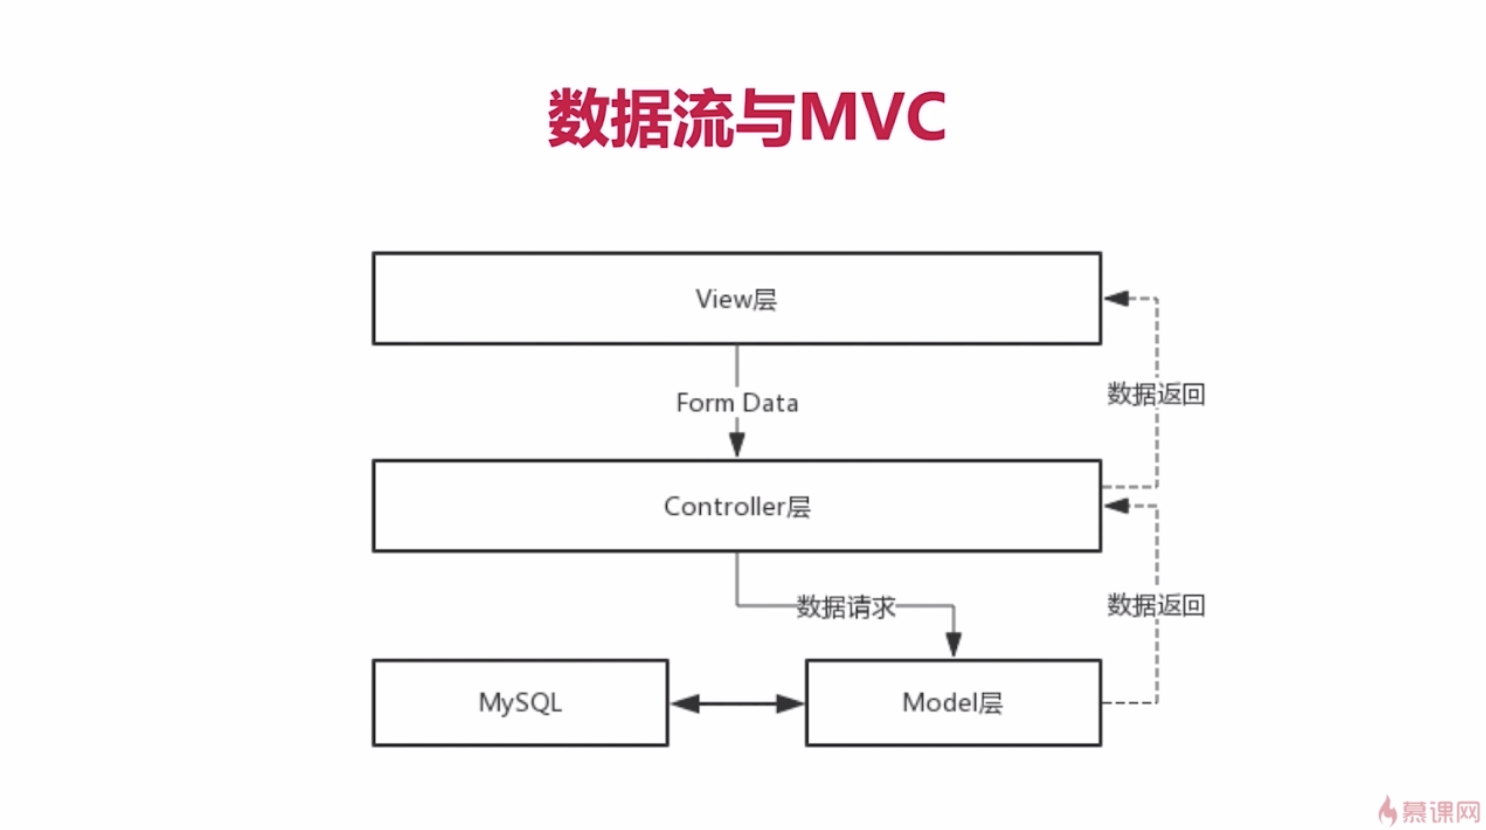 数据流与MVC
View层
Form Data
数据返回
Controller层
数据请求
数据返回
MySQL
Model层
慕课网